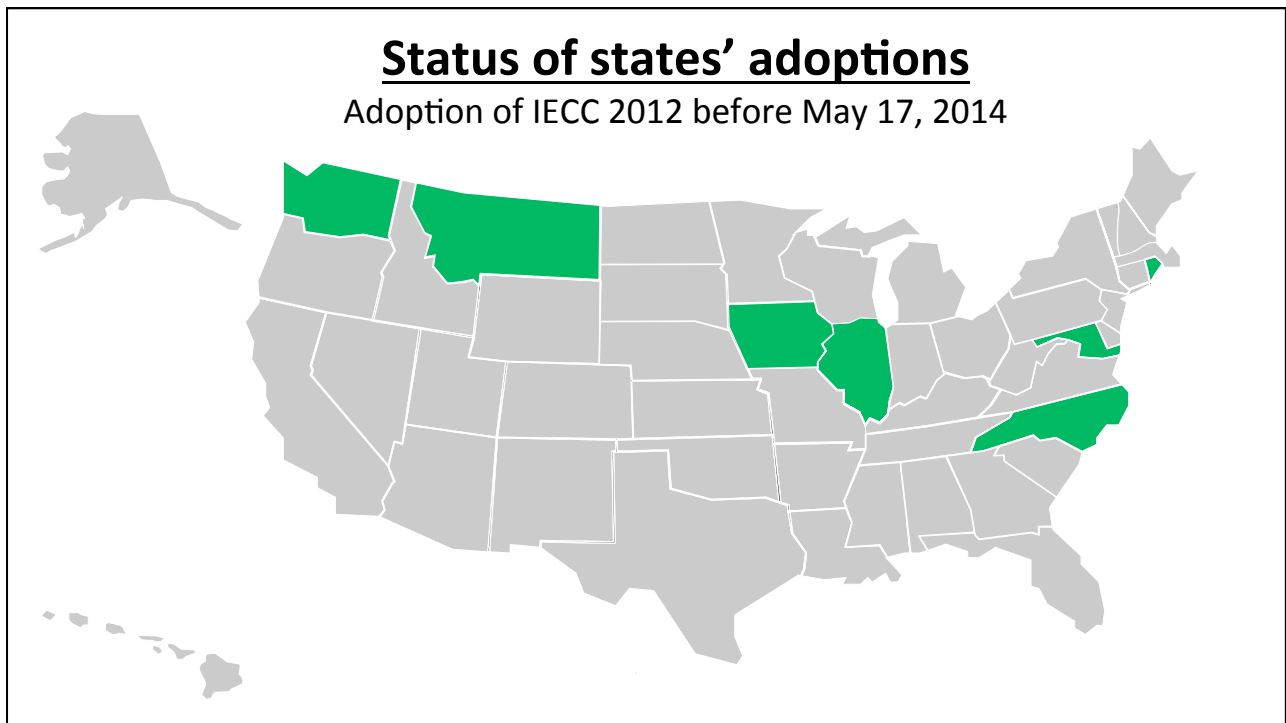 Status of states’ adoptions
Adoption of IECC 2012 before May 17, 2014